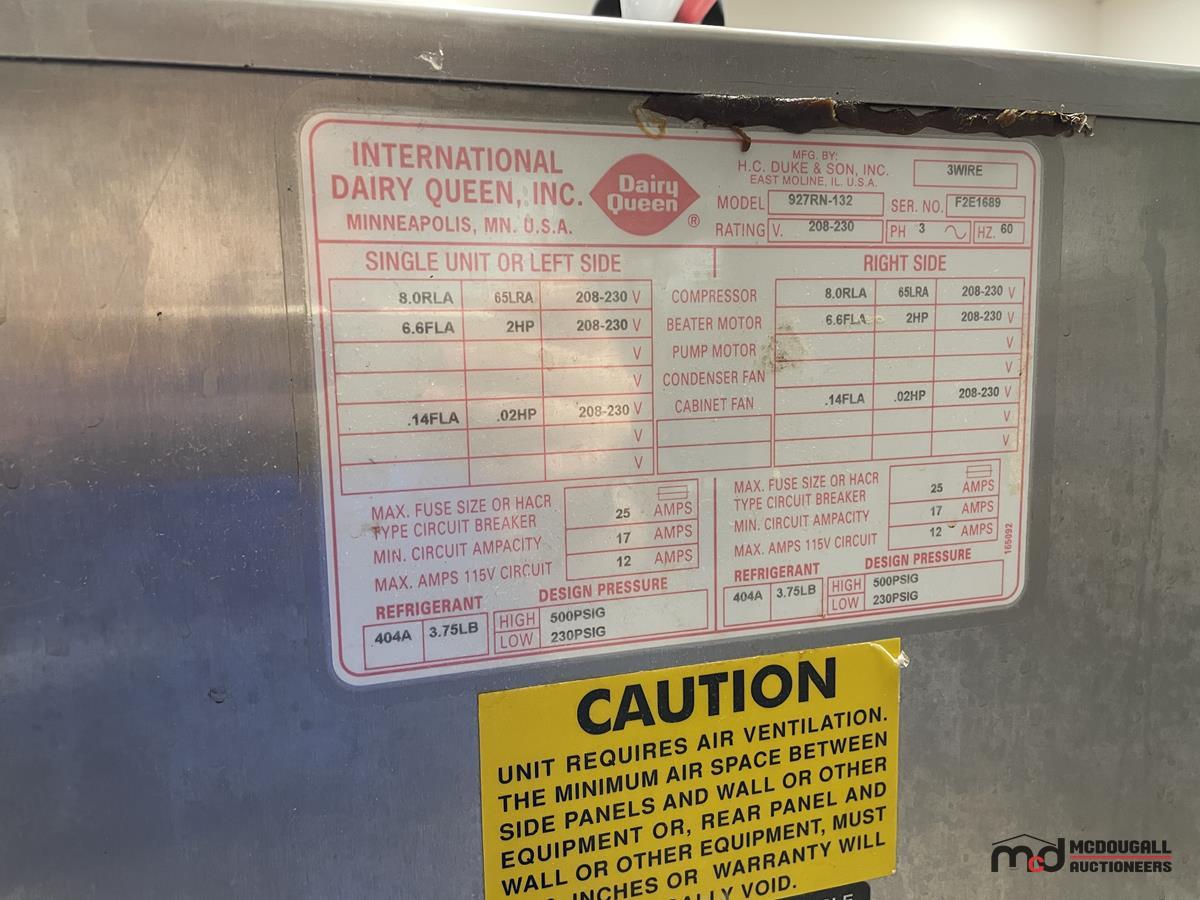 INTERNATIONAL
DAIRY QUEEN, INC.
MINNEAPOLIS, MN. U.S.A.
Dairy
Queen
®
MFG. BY:
H.C. DUKE & SON, INC.
EAST MOLINE, IL. U.S.A.
3WIRE
MODEL 927RN-132 SER. NO. F2E1689
RATING V. 208-230 PH 3 HZ. 60
SINGLE UNIT OR LEFT SIDE RIGHT SIDE
8.0RLA 65LRA 208-230 V COMPRESSOR 8.0RLA 65LRA 208-230 V
6.6FLA 2HP 208-230 V BEATER MOTOR 6.6FLA 2HP 208-230 V
V PUMP MOTOR V
V CONDENSER FAN V
.14FLA .02HP 208-230 V CABINET FAN .14FLA .02HP 208-230 V
V V
V V
MAX. FUSE SIZE OR HACR
TYPE CIRCUIT BREAKER 25 AMPS
MIN. CIRCUIT AMPACITY 17 AMPS
MAX. AMPS 115V CIRCUIT 12 AMPS
REFRIGERANT DESIGN PRESSURE
404A 3.75LB HIGH 500PSIG
LOW 230PSIG
MAX. FUSE SIZE OR HACR
TYPE CIRCUIT BREAKER 25 AMPS
MIN. CIRCUIT AMPACITY 17 AMPS
MAX. AMPS 115V CIRCUIT 12 AMPS
REFRIGERANT DESIGN PRESSURE
404A 3.75LB HIGH 500PSIG
LOW 230PSIG
165092
CAUTION
UNIT REQUIRES AIR VENTILATION.
THE MINIMUM AIR SPACE BETWEEN
SIDE PANELS AND WALL OR OTHER
EQUIPMENT OR, REAR PANEL AND
WALL OR OTHER EQUIPMENT, MUST
INCHES OR WARRANTY WILL
VOID.
mcd MCDOUGALL
AUCTIONEERS